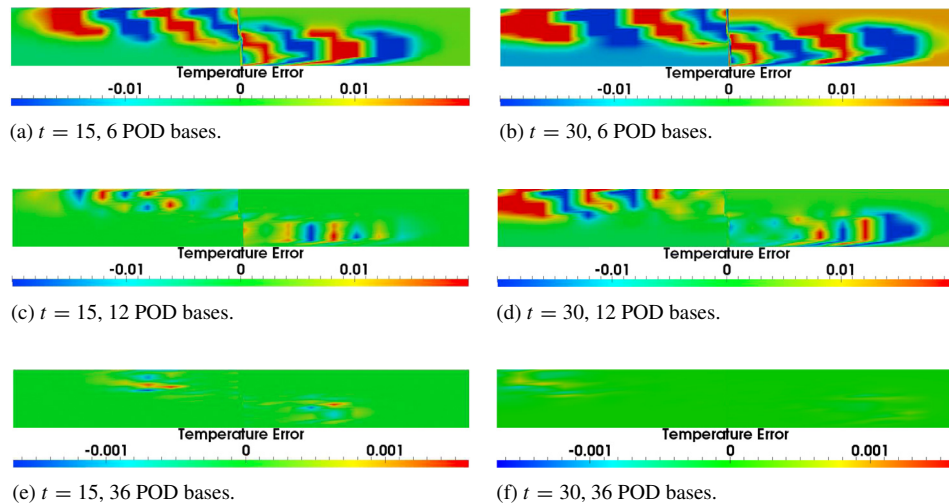 Temperature Error
-0.01 0 0.01
(a) t = 15, 6 POD bases.
Temperature Error
-0.01 0 0.01
(b) t = 30, 6 POD bases.
Temperature Error
-0.01 0 0.01
(c) t = 15, 12 POD bases.
Temperature Error
-0.01 0 0.01
(d) t = 30, 12 POD bases.
Temperature Error
-0.001 0 0.001
(e) t = 15, 36 POD bases.
Temperature Error
-0.001 0 0.001
(f) t = 30, 36 POD bases.